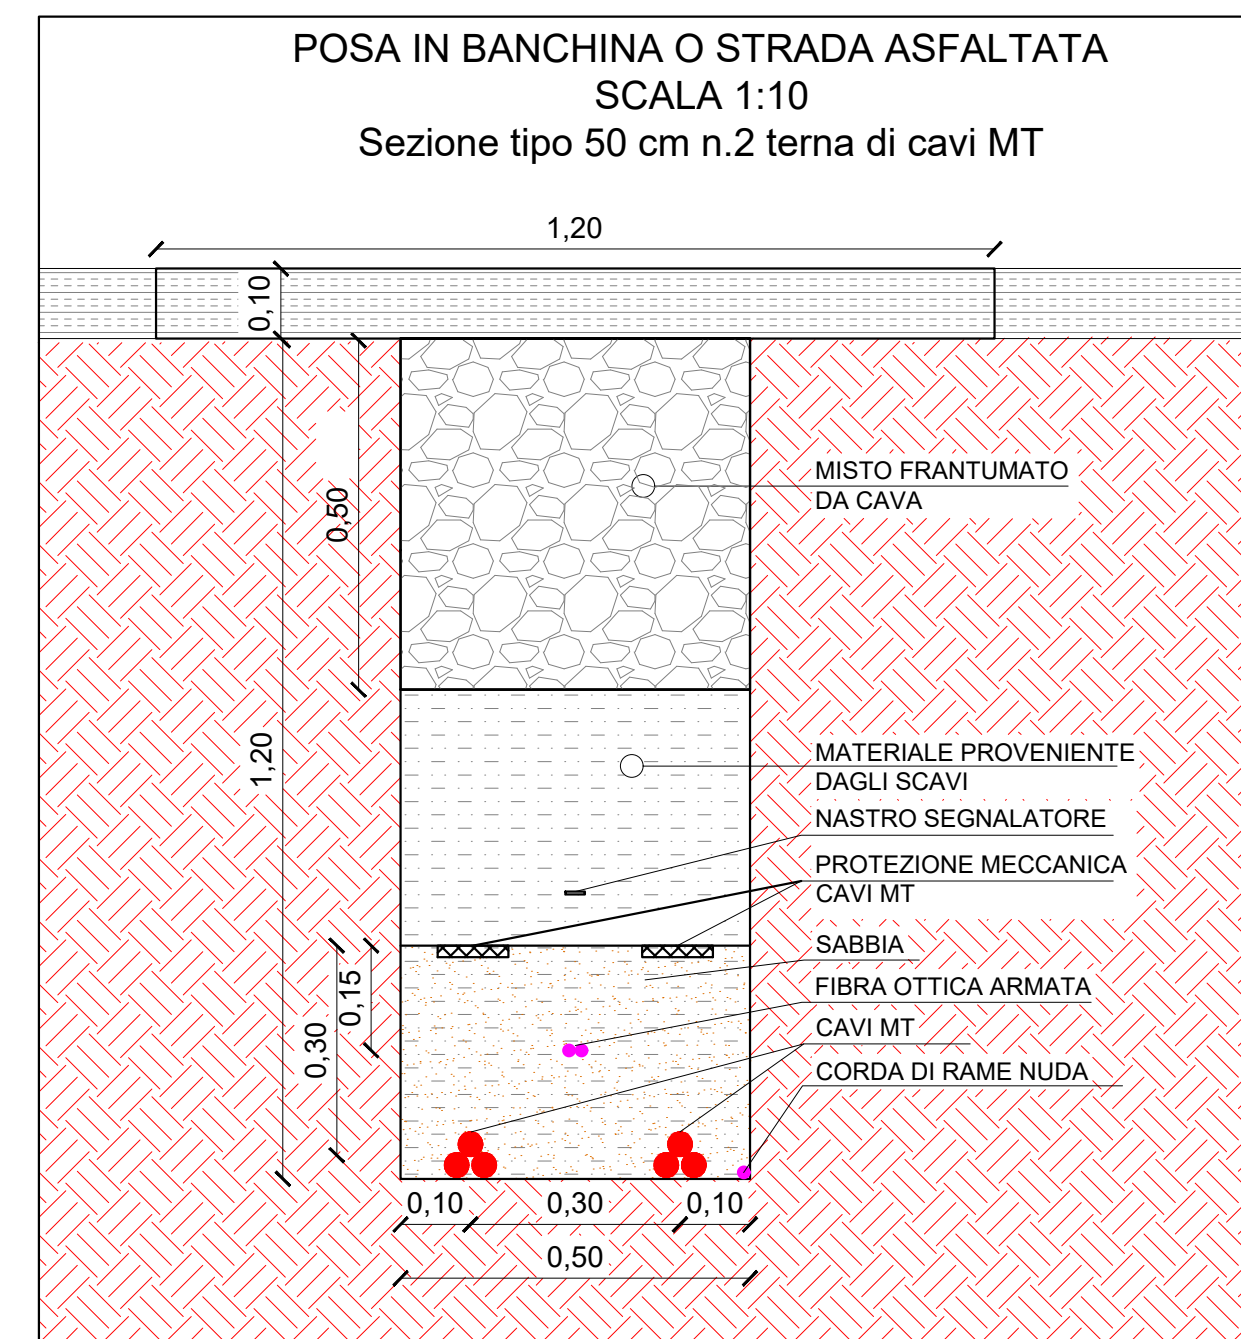 POSA IN BANCHINA O STRADA ASFALTATA
SCALA 1:10
Sezione tipo 50 cm n.2 terna di cavi MT
1,20
0,10
0,50
MISTO FRANTUMATO
DA CAVA
1,20
MATERIALE PROVENIENTE
DAGLI SCAVI
NASTRO SEGNALATORE
PROTEZIONE MECCANICA
CAVI MT
SABBIA
0,15
FIBRA OTTICA ARMATA
0,30
CAVI MT
CORDA DI RAME NUDA
0,10 0,30 0,10
0,50